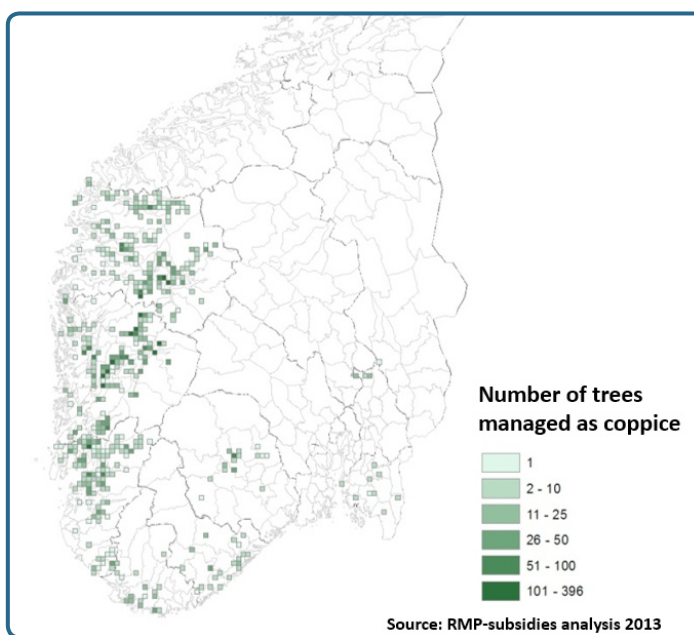 Number of trees
managed as coppice
1
2 - 10
11 - 25
26 - 50
51 - 100
101 - 396
Source: RMP-subsidies analysis 2013